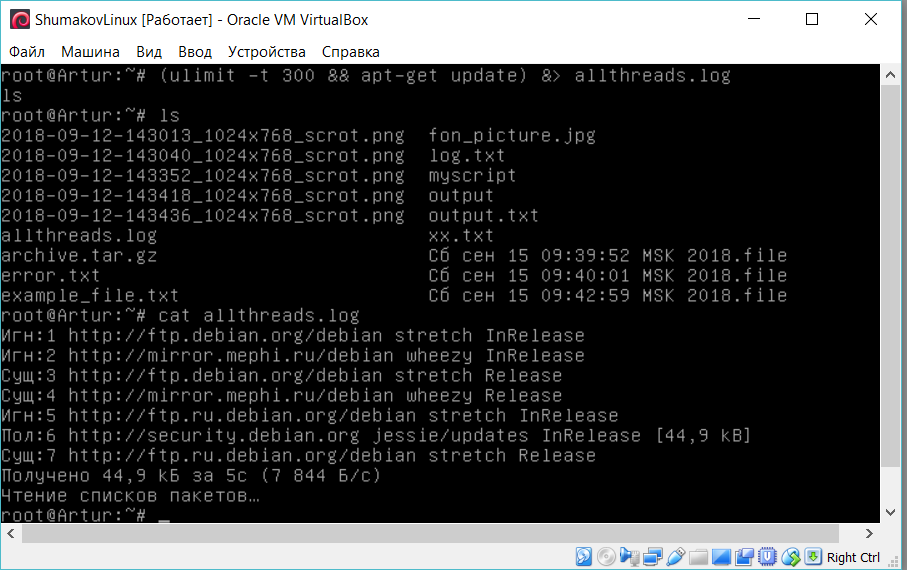 ShumakovLinux [Работает] - Oracle VM VirtualBox
Файл Машина Вид Ввод Устройства Справка
root@Artur:~# (ulimit -t 300 && apt-get update) &> allthreads.log
ls
root@Artur:~# ls
2018-09-12-143013_1024x768_scrot.png fon_picture.jpg
2018-09-12-143040_1024x768_scrot.png log.txt
2018-09-12-143352_1024x768_scrot.png myscript
2018-09-12-143418_1024x768_scrot.png output
2018-09-12-143436_1024x768_scrot.png output.txt
allthreads.log xx.txt
archive.tar.gz Сб сен 15 09:39:52 MSK 2018.file
error.txt Сб сен 15 09:40:01 MSK 2018.file
example_file.txt Сб сен 15 09:42:59 MSK 2018.file
root@Artur:~# cat allthreads.log
Игн:1 http://ftp.debian.org/debian stretch InRelease
Игн:2 http://mirror.mephi.ru/debian wheezy InRelease
Сущ:3 http://ftp.debian.org/debian stretch Release
Сущ:4 http://mirror.mephi.ru/debian wheezy Release
Игн:5 http://ftp.ru.debian.org/debian stretch InRelease
Пол:6 http://security.debian.org jessie/updates InRelease [44,9 kB]
Сущ:7 http://ftp.ru.debian.org/debian stretch Release
Получено 44,9 kБ за 5с (7 844 Б/с)
Чтение списков пакетов…
root@Artur:~# _
Right Ctrl